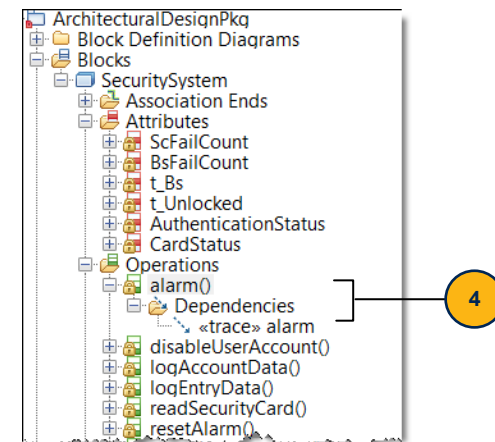 ArchitecturalDesignPkg
Block Definition Diagrams
Blocks
SecuritySystem
Association Ends
Attributes
ScFailCount
BsFailCount
t_Bs
t_Unlocked
AuthenticationStatus
CardStatus
Operations
alarm()
4
Dependencies
«trace» alarm
disableUserAccount()
logAccountData()
logEntryData()
readSecurityCard()
resetAlarm()